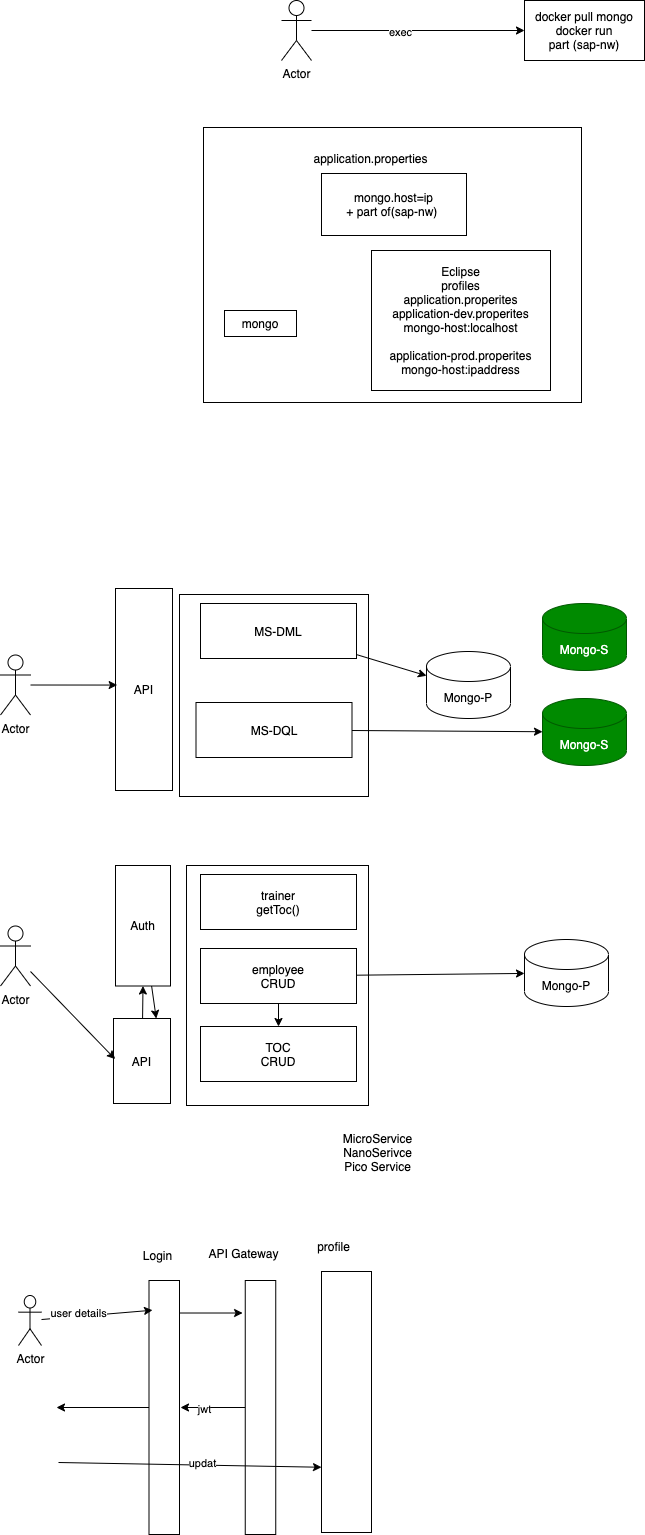 docker pull mongo
docker run
part (sap-nw)
exec
Actor
application.properties
mongo.host=ip
+ part of(sap-nw)
Eclipse
profiles
application.properites
application-dev.properites
mongo-host:localhost
application-prod.properites
mongo-host:ipaddress
mongo
MS-DML
Mongo-S
API
Mongo-P
Actor
MS-DQL
Mongo-S
trainer
getToc()
Auth
employee
CRUD
Mongo-P
Actor
TOC
CRUD
API
MicroService
NanoSerivce
Pico Service
Login
API Gateway
profile
user details
Actor
jwt
updat